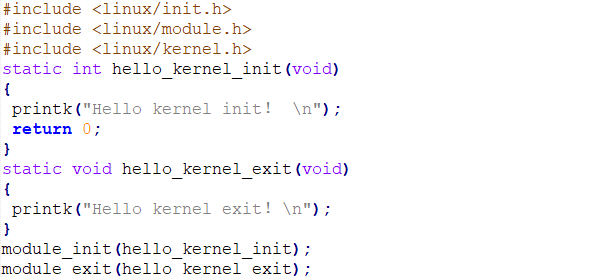 #include <linux/init.h>
#include <linux/module.h>
#include <linux/kernel.h>
static int hello_kernel_init(void)
{
 printk("Hello kernel init!  \n");
 return 0;
}
static void hello_kernel_exit(void)
{
 printk("Hello kernel exit! \n");
}
module_init(hello_kernel_init);
module_exit(hello_kernel_exit);